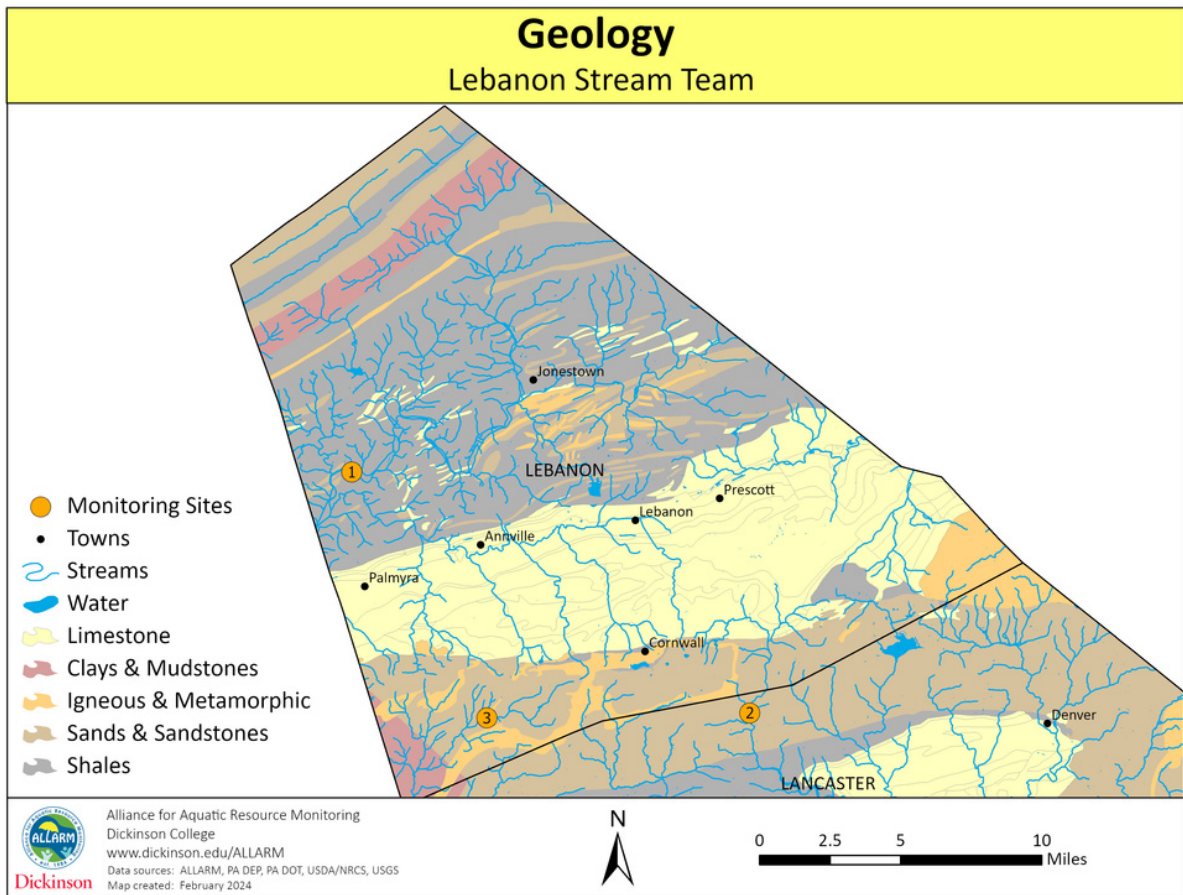 Geology
Lebanon Stream Team
Jonestown
LEBANON
Prescott
Lebanon
Annville
Palmyra
Cornwall
Denver
LANCASTER
1
2
3
Monitoring Sites
Towns
Streams
Water
Limestone
Clays & Mudstones
Igneous & Metamorphic
Sands & Sandstones
Shales
ALLARM
Dickinson
Alliance for Aquatic Resource Monitoring
Dickinson College
www.dickinson.edu/ALLARM
Data sources: ALLARM, PA DEP, PA DOT, USDA/NRCS, USGS
Map created: February 2024
N
0 2.5 5 10
Miles